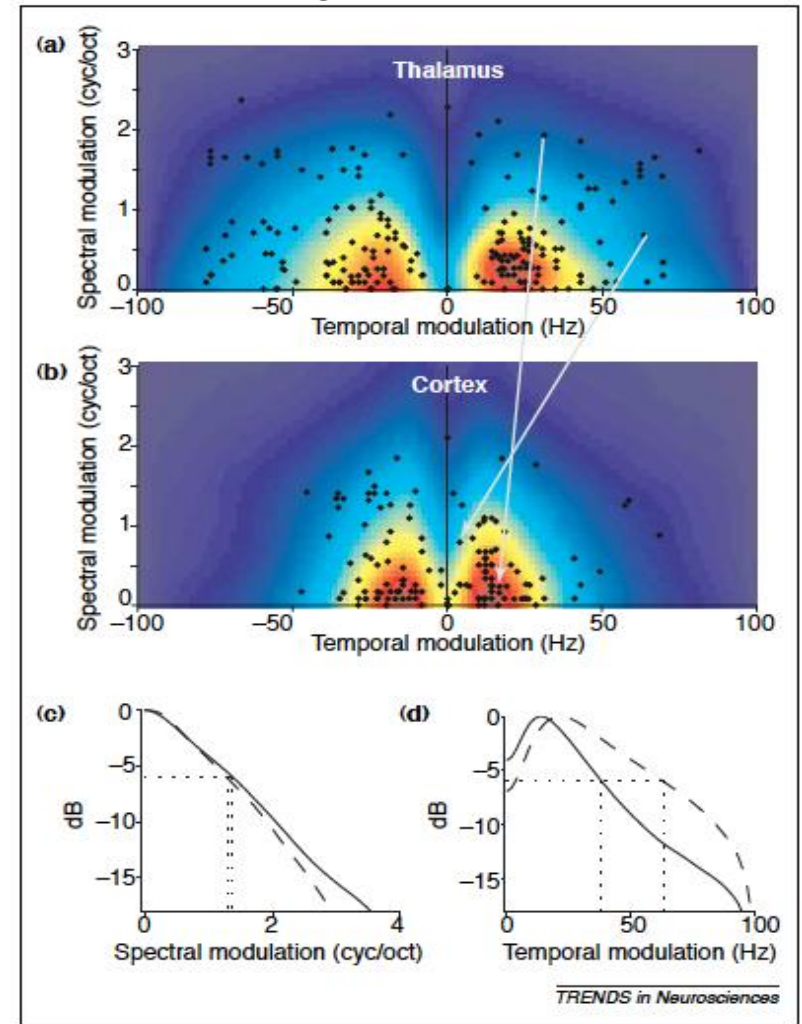 (a)
Thalamus
Spectral modulation (cyc/oct)
3
2
1
0
–100 –50 0 50 100
Temporal modulation (Hz)
(b)
Cortex
Spectral modulation (cyc/oct)
3
2
1
0
–100 –50 0 50 100
Temporal modulation (Hz)
(c)
dB
0
–5
–10
–15
0 2 4
Spectral modulation (cyc/oct)
(d)
dB
0
–5
–10
–15
0 50 100
Temporal modulation (Hz)
TRENDS in Neurosciences